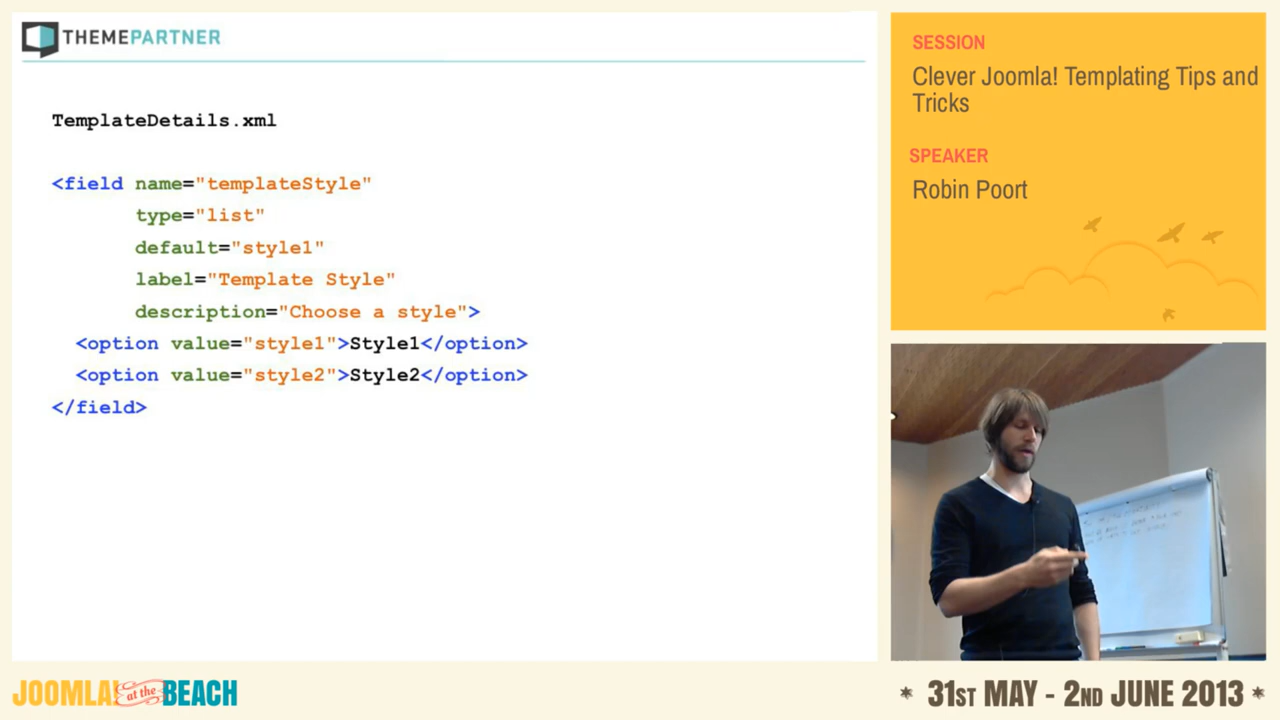 THEMEPARTNER
TemplateDetails.xml
<field name="templateStyle"
type="list"
default="style1"
label="Template Style"
description="Choose a style">
<option value="style1">Style1</option>
<option value="style2">Style2</option>
</field>
SESSION
Clever Joomla! Templating Tips and
Tricks
SPEAKER
Robin Poort
JOOMLA! at the BEACH
* 31ST MAY - 2ND JUNE 2013 *